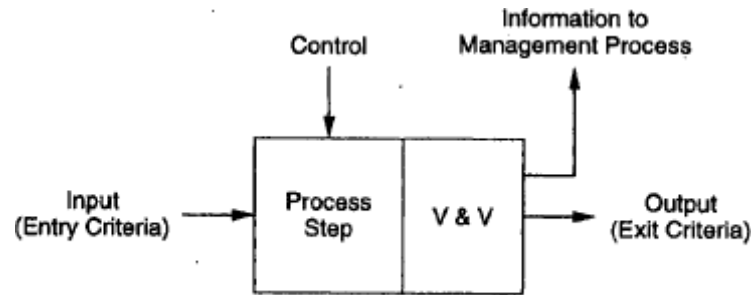 Information to
Management Process
Control
Input
(Entry Criteria)
Process
Step
V & V
Output
(Exit Criteria)